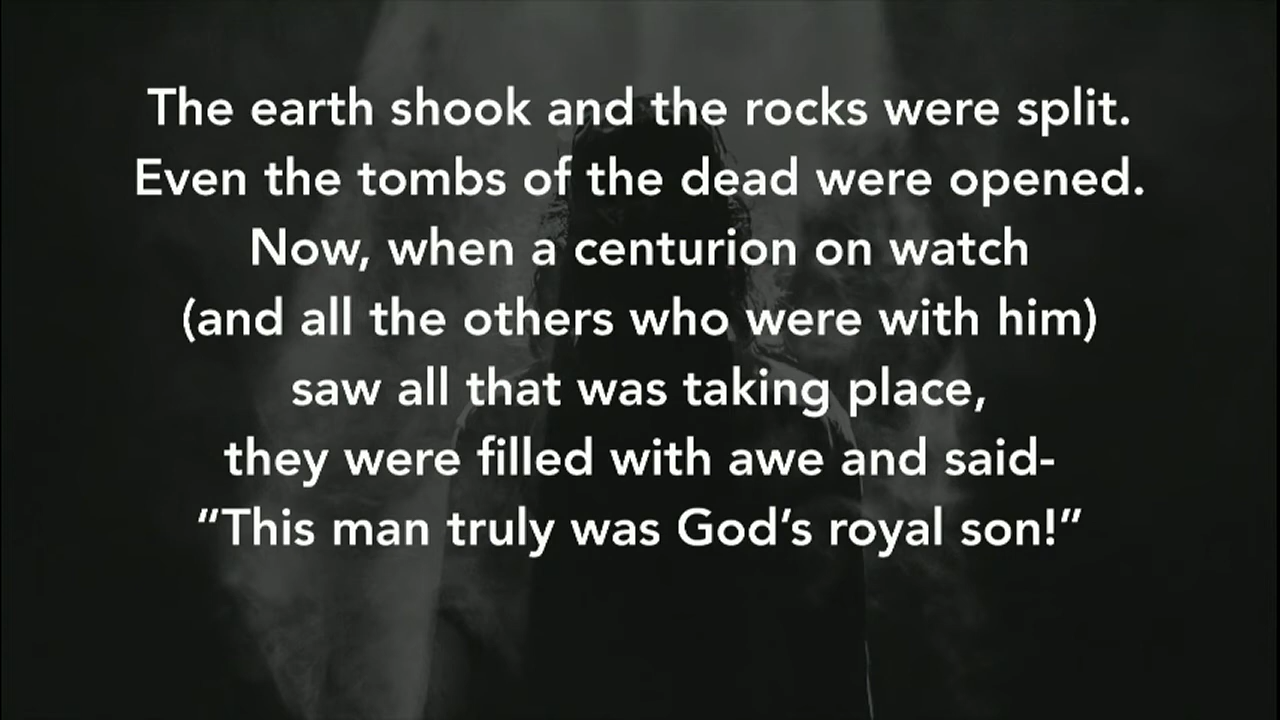 The earth shook and the rocks were split.
Even the tombs of the dead were opened.
Now, when a centurion on watch
(and all the others who were with him)
saw all that was taking place,
they were filled with awe and said-
“This man truly was God’s royal son!”